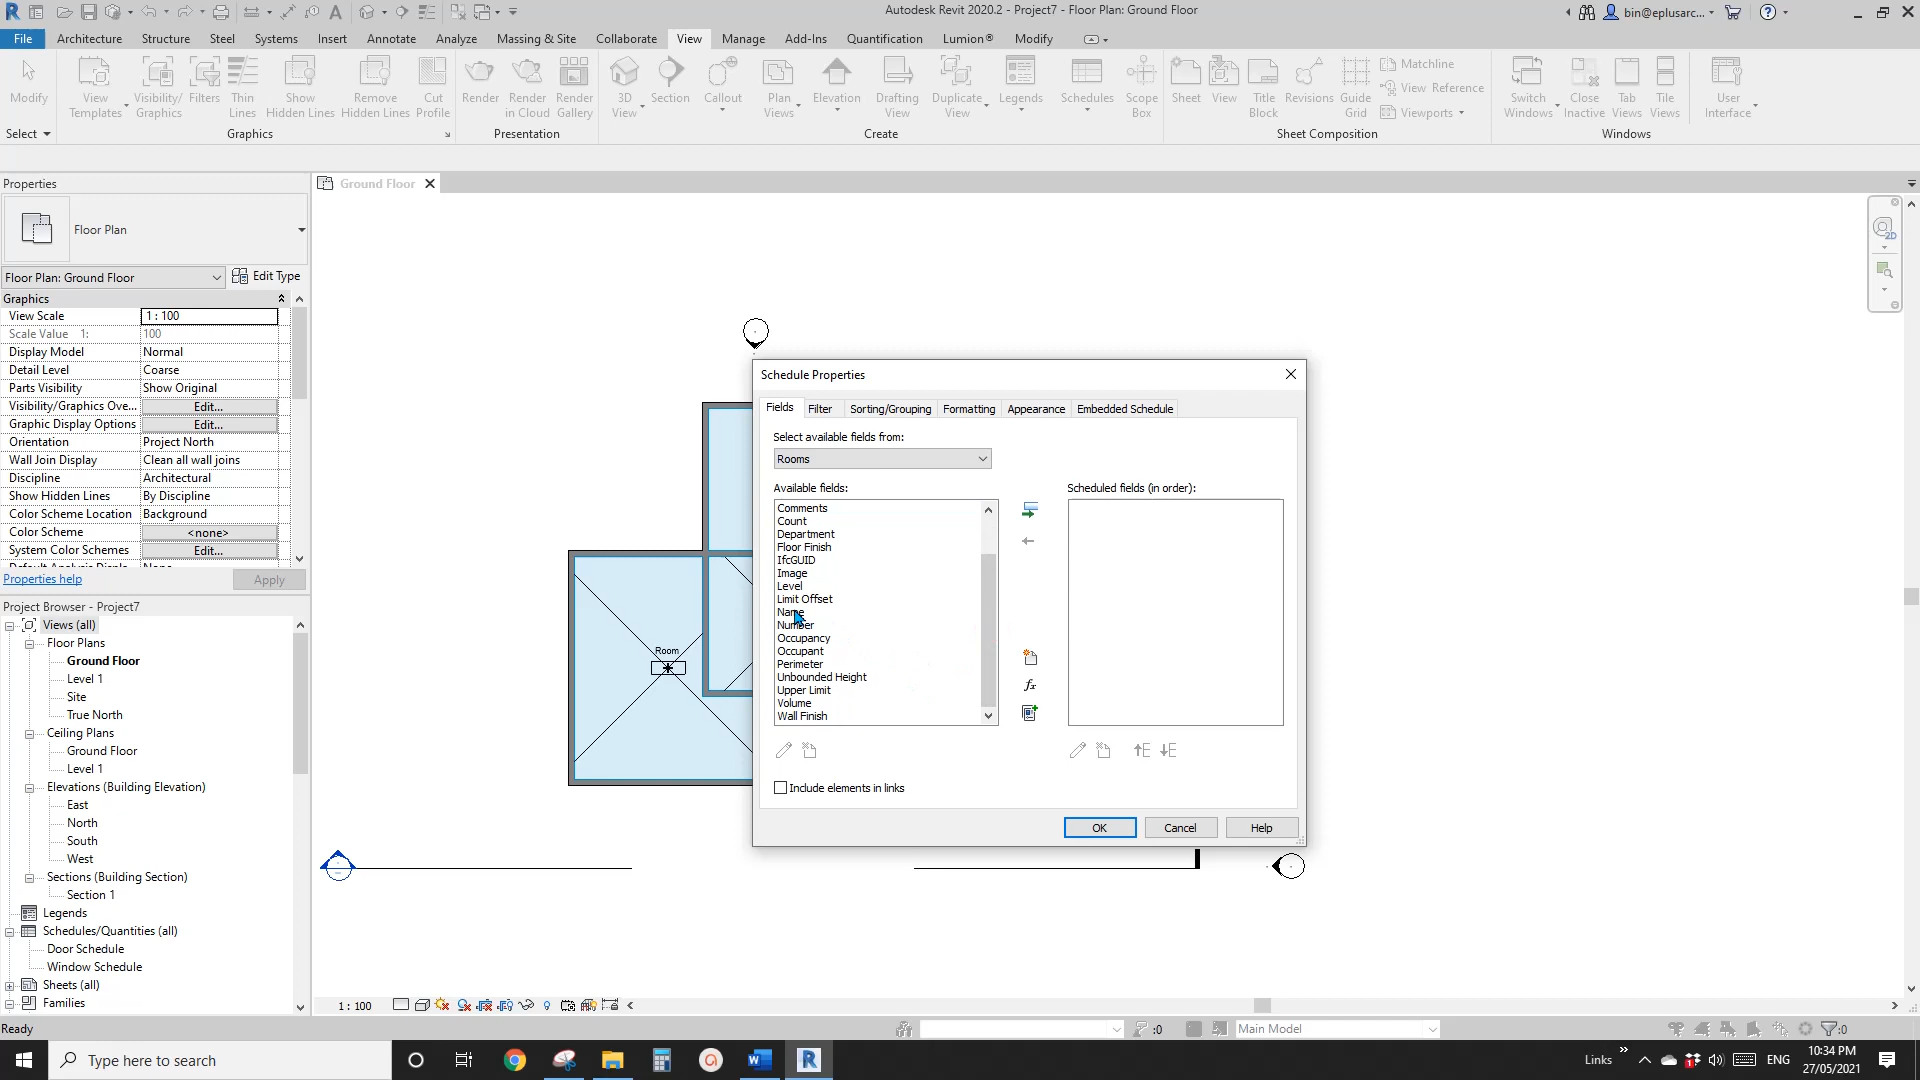 Autodesk Revit 2020.2 - Project7 - Floor Plan: Ground Floor
bin@eplusarc...
File Architecture Structure Steel Systems Insert Annotate Analyze Massing & Site Collaborate View Manage Add-Ins Quantification Lumion® Modify
Modify
View Templates
Visibility/ Graphics
Filters
Thin Lines
Show Hidden Lines
Remove Hidden Lines
Cut Profile
Render
Render in Cloud
Render Gallery
3D View
Section
Callout
Plan Views
Elevation
Drafting View
Duplicate View
Legends
Schedules
Scope Box
Sheet
View
Title Block
Revisions
Guide Grid
Matchline
View Reference
Viewports
Switch Windows
Close Inactive
Tab Views
Tile Views
User Interface
Select Graphics Presentation Create Sheet Composition Windows
Properties
Floor Plan
Floor Plan: Ground Floor Edit Type
Graphics
View Scale 1 : 100
Scale Value 1: 100
Display Model Normal
Detail Level Coarse
Parts Visibility Show Original
Visibility/Graphics Ove... Edit...
Graphic Display Options Edit...
Orientation Project North
Wall Join Display Clean all wall joins
Discipline Architectural
Show Hidden Lines By Discipline
Color Scheme Location Background
Color Scheme <none>
System Color Schemes Edit...
Properties help Apply
Project Browser - Project7
Views (all)
Floor Plans
Ground Floor
Level 1
Site
True North
Ceiling Plans
Ground Floor
Level 1
Elevations (Building Elevation)
East
North
South
West
Sections (Building Section)
Section 1
Legends
Schedules/Quantities (all)
Door Schedule
Window Schedule
Sheets (all)
Families
Ground Floor
Room
Schedule Properties
Fields Filter Sorting/Grouping Formatting Appearance Embedded Schedule
Select available fields from:
Rooms
Available fields:
Comments
Count
Department
Floor Finish
IfcGUID
Image
Level
Limit Offset
Name
Number
Occupancy
Occupant
Perimeter
Unbounded Height
Upper Limit
Volume
Wall Finish
Scheduled fields (in order):
fx
Include elements in links
OK Cancel Help
1 : 100
2D
Ready
:0
Main Model
:0
Type here to search
Links
ENG
10:34 PM
27/05/2021